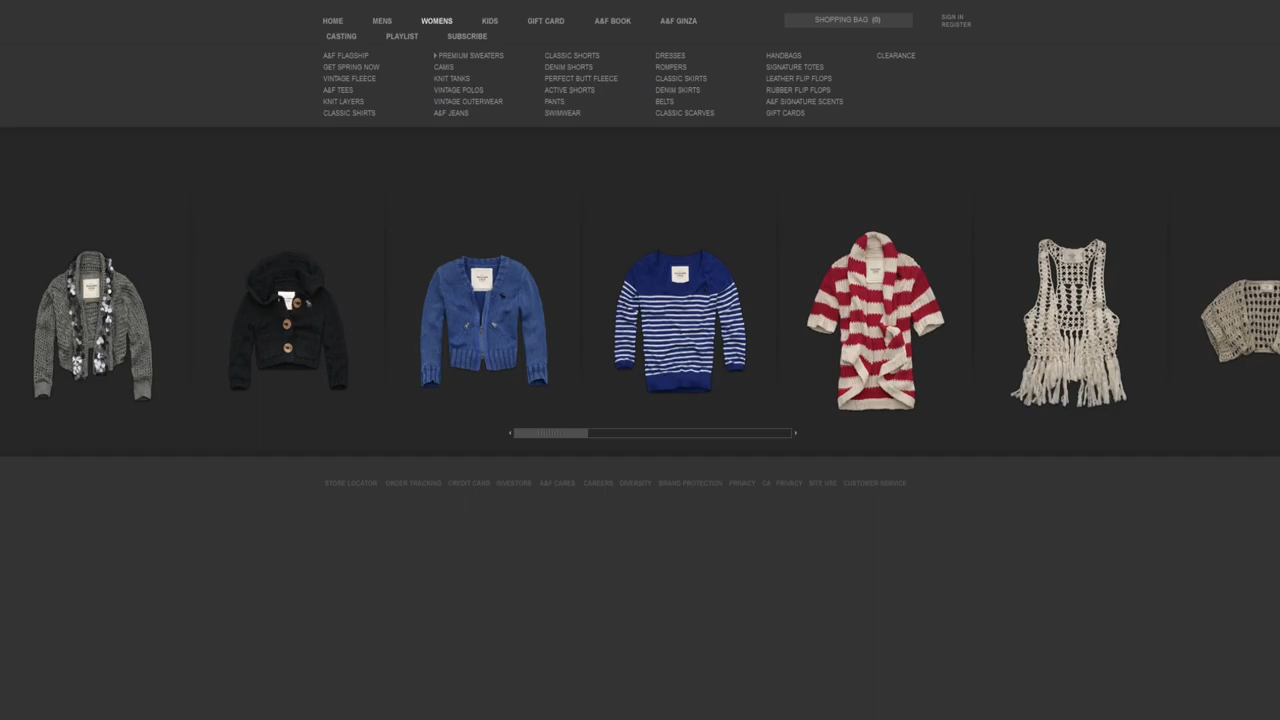 HOME MENS WOMENS KIDS GIFT CARD A&F BOOK A&F GINZA SHOPPING BAG (0) SIGN IN
REGISTER
CASTING PLAYLIST SUBSCRIBE
A&F FLAGSHIP PREMIUM SWEATERS CLASSIC SHORTS DRESSES HANDBAGS CLEARANCE
GET SPRING NOW CAMIS DENIM SHORTS ROMPERS SIGNATURE TOTES
VINTAGE FLEECE KNIT TANKS PERFECT BUTT FLEECE CLASSIC SKIRTS LEATHER FLIP FLOPS
A&F TEES VINTAGE POLOS ACTIVE SHORTS DENIM SKIRTS RUBBER FLIP FLOPS
KNIT LAYERS VINTAGE OUTERWEAR PANTS BELTS A&F SIGNATURE SCENTS
CLASSIC SHIRTS A&F JEANS SWIMWEAR CLASSIC SCARVES GIFT CARDS
STORE LOCATOR ORDER TRACKING CREDIT CARD INVESTORS A&F CARES CAREERS DIVERSITY BRAND PROTECTION PRIVACY CA PRIVACY SITE USE CUSTOMER SERVICE